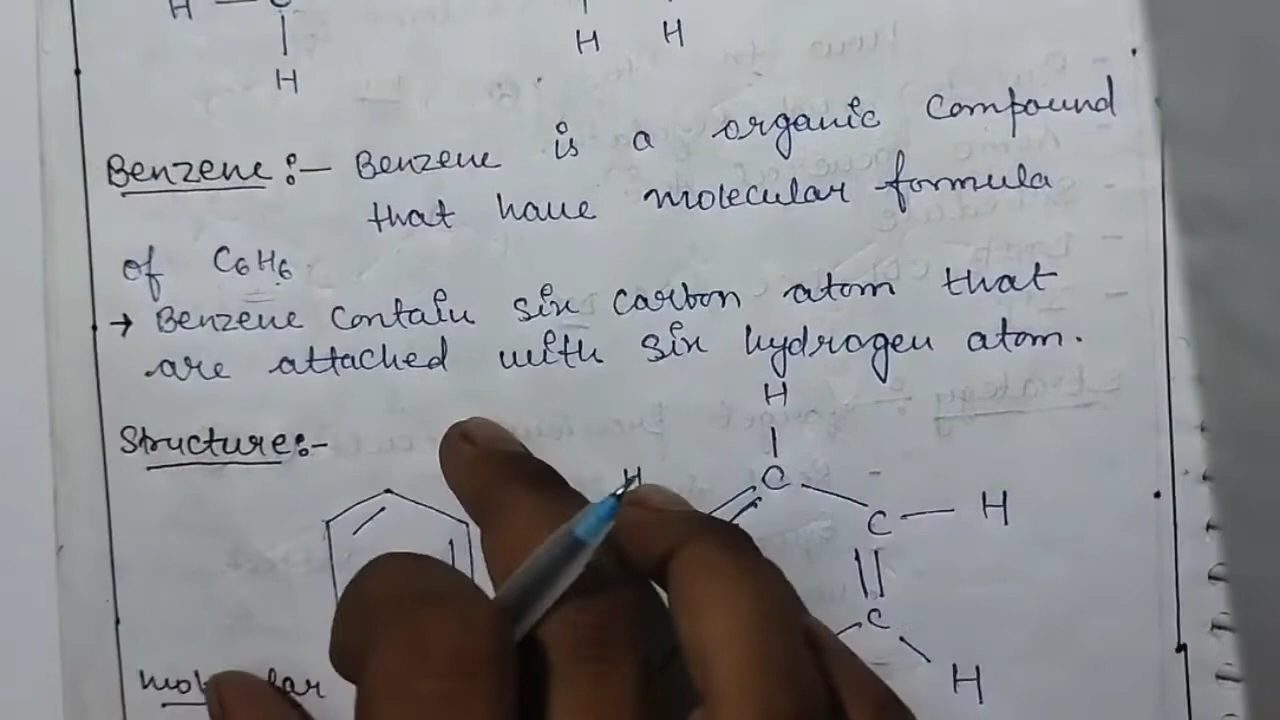 H — C
H
H H
Benzene :— Benzene is a organic compound
that have molecular formula
of C6H6
→ Benzene contain six carbon atom that
are attached with six hydrogen atom.
H
Structure:-
H
C
C — H
C
H